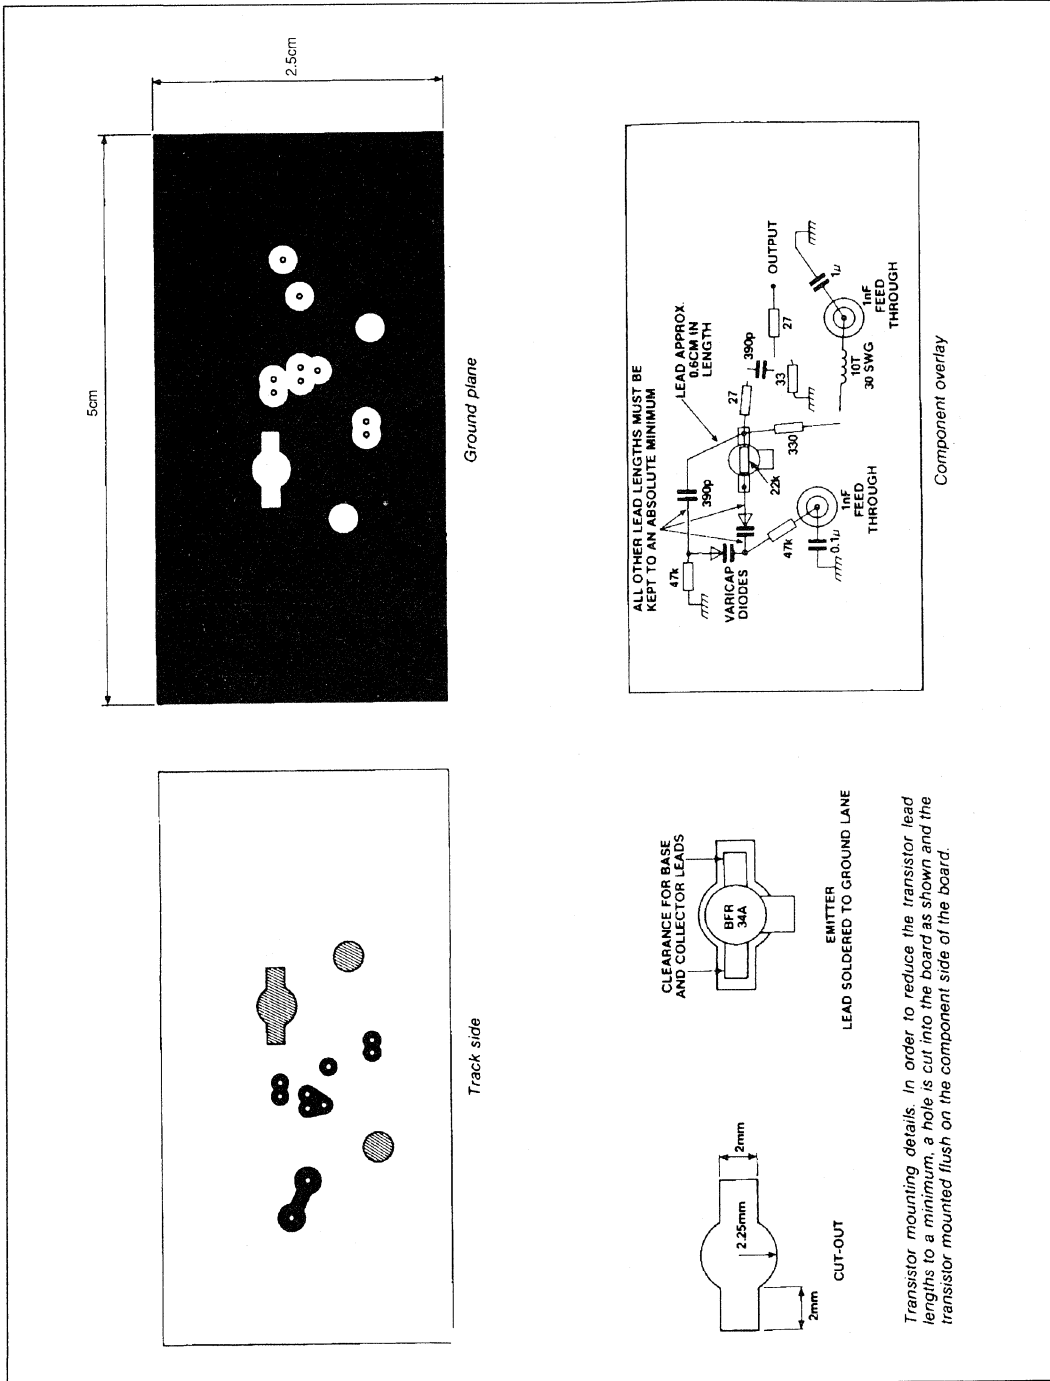 5cm
2.5cm
Track side
Ground plane
2mm
2.25mm
2mm
CUT-OUT
CLEARANCE FOR BASE
AND COLLECTOR LEADS
BFR
34A
EMITTER
LEAD SOLDERED TO GROUND LANE
Transistor mounting details. In order to reduce the transistor lead
lengths to a minimum, a hole is cut into the board as shown and the
transistor mounted flush on the component side of the board.
ALL OTHER LEAD LENGTHS MUST BE
KEPT TO AN ABSOLUTE MINIMUM
LEAD APPROX.
0.6CM IN
LENGTH
47k
390p
VARICAP
DIODES
22k
27
390p
27
OUTPUT
33
330
47k
0.1μ
1nF
FEED
THROUGH
10T
30 SWG
1μ
1nF
FEED
THROUGH
Component overlay